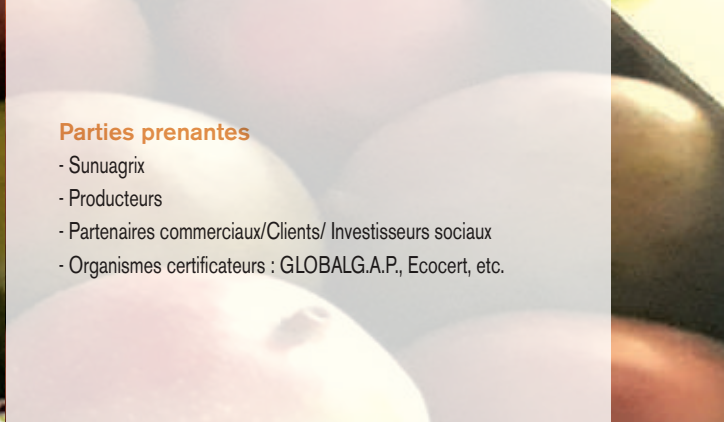 Parties prenantes
- Sunuagrix
- Producteurs
- Partenaires commerciaux/Clients/ Investisseurs sociaux
- Organismes certificateurs : GLOBALG.A.P., Ecocert, etc.